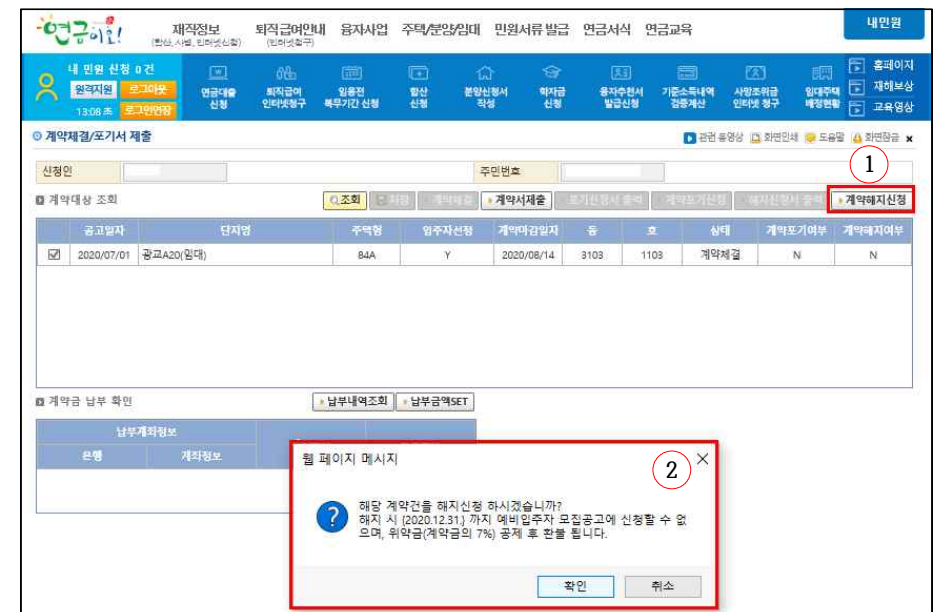 연금이음!
재직정보 퇴직급여안내 융자사업 주택/분양/임대 민원서류 발급 연금서식 연금교육 내민원
(합산, 사별, 인터넷신청) (인터넷청구)
내 민원 신청 0 건
원격지원 로그아웃
13:08 초 로그인연장
연금대출 신청
퇴직급여 인터넷청구
임용전 복무기간 신청
합산 신청
분양신청서 작성
학자금 신청
융자추천서 발급신청
기준소득내역 검증계산
사망조위금 인터넷 청구
임대주택 배정현황
홈페이지
재해보상
교육영상
계약체결/포기서 제출 관련 동영상 화면인쇄 도움말 화면잠금 x
1
신청인 주민번호
계약대상 조회 조회 저장 계약체결 계약서제출 포기신청서 출력 계약포기신청 해지신청서 출력 계약해지신청
공고일자 단지명 주택형 입주자선정 계약마감일자 동 호 상태 계약포기여부 계약해지여부
2020/07/01 광교A20(임대) 84A Y 2020/08/14 3103 1103 계약체결 N N
계약금 납부 확인 납부내역조회 납부금액SET
납부계좌정보
은행 계좌정보
웹 페이지 메시지
2
해당 계약건을 해지신청 하시겠습니까?
해지 시 {2020.12.31.} 까지 예비입주자 모집공고에 신청할 수 없
으며, 위약금(계약금의 7%) 공제 후 환불 됩니다.
확인 취소